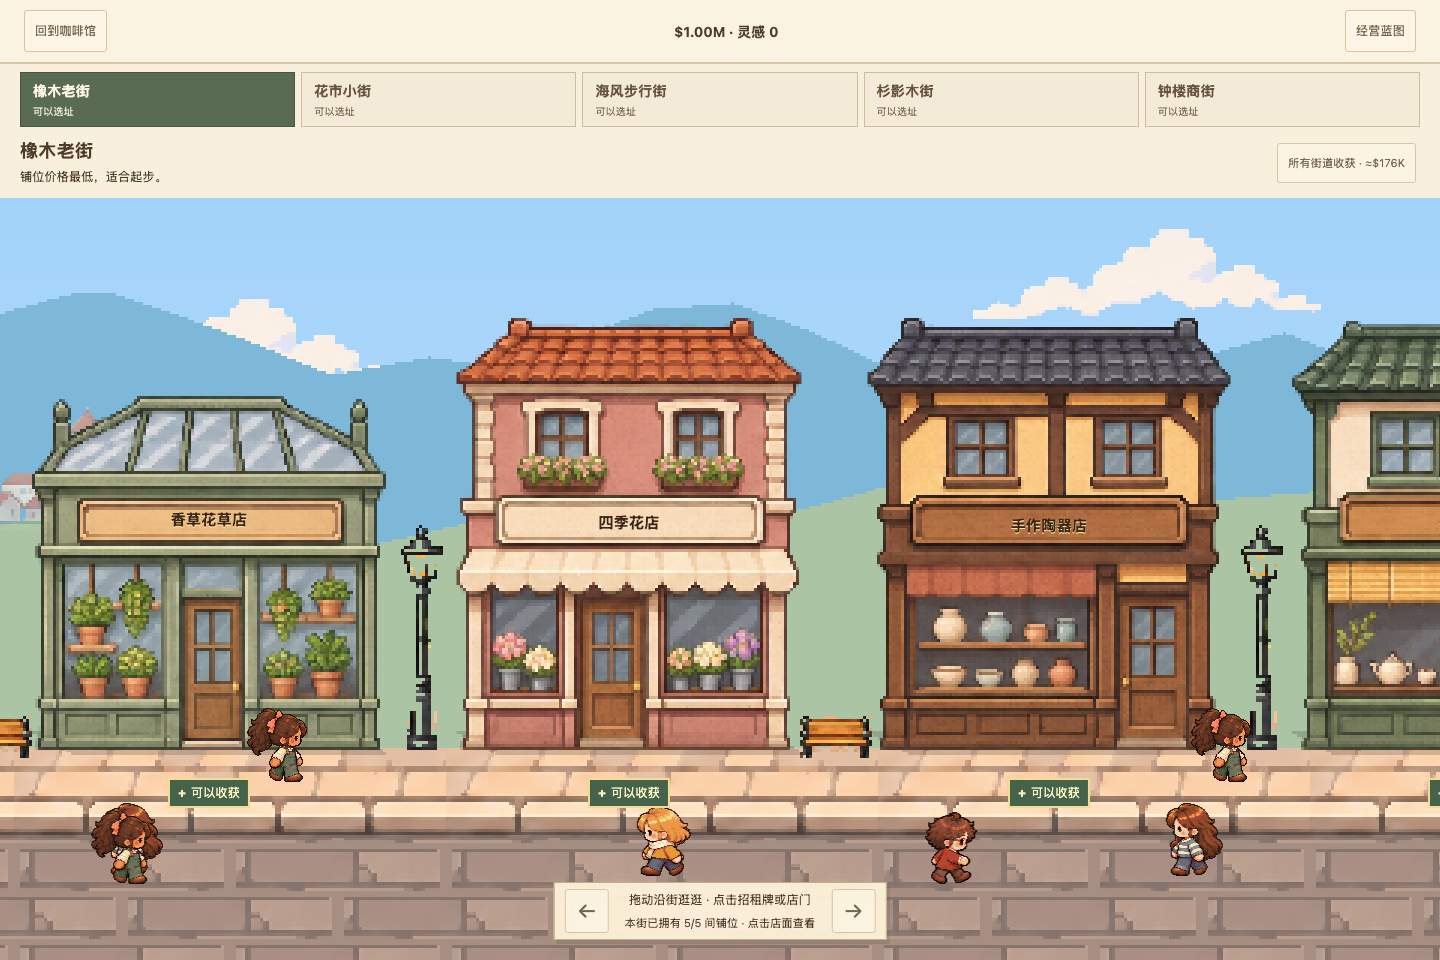 回到咖啡馆
$1.00M · 灵感 0
经营蓝图
橡木老街
可以选址
花市小街
可以选址
海风步行街
可以选址
杉影木街
可以选址
钟楼商街
可以选址
橡木老街
铺位价格最低，适合起步。
所有街道收获 · ≈$176K
香草花草店
四季花店
手作陶器店
+ 可以收获
+ 可以收获
+ 可以收获
拖动沿街逛逛 · 点击招租牌或店门
本街已拥有 5/5 间铺位 · 点击店面查看